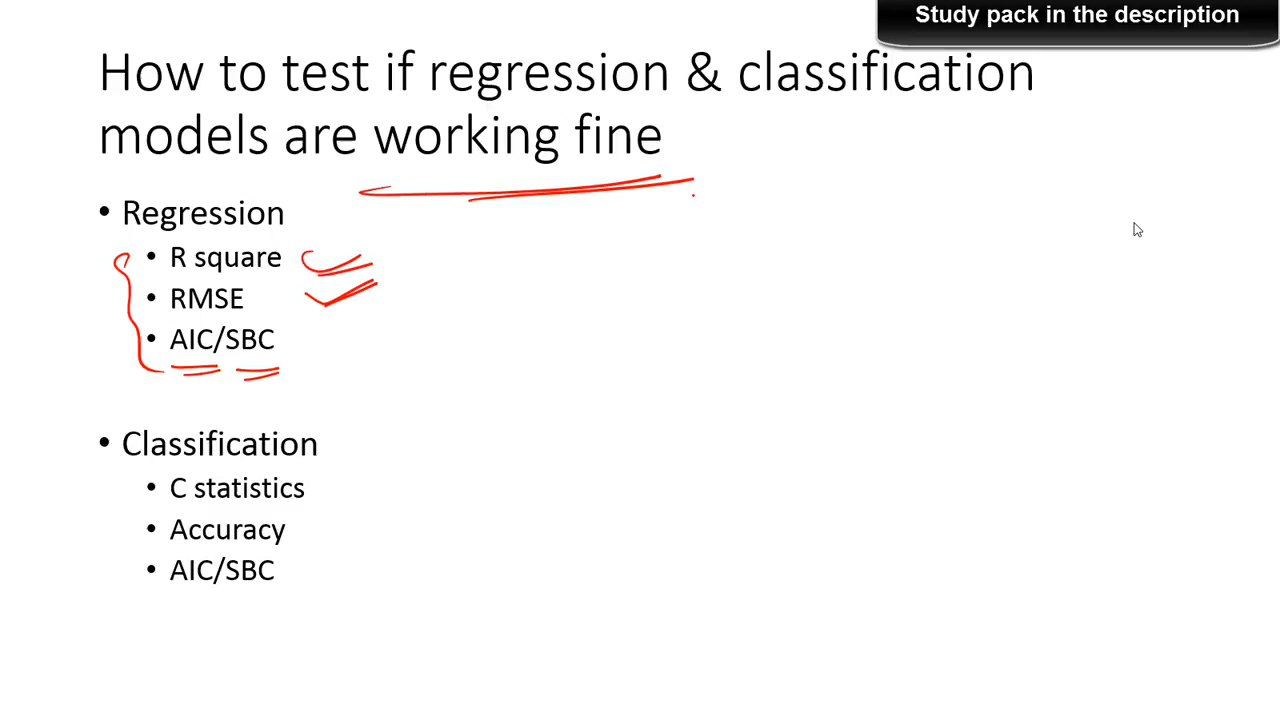 Study pack in the description
How to test if regression & classification
models are working fine
• Regression
• R square
• RMSE
• AIC/SBC
• Classification
• C statistics
• Accuracy
• AIC/SBC